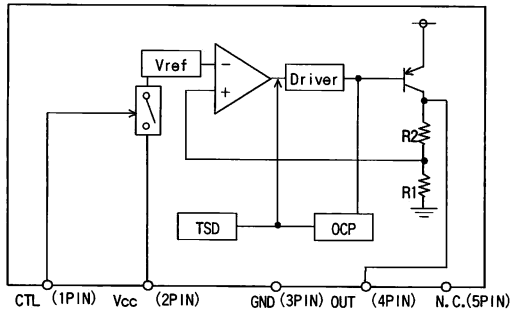 Vref
−
+
Driver
R2
R1
TSD
OCP
CTL (1PIN) Vcc (2PIN) GND (3PIN) OUT (4PIN) N.C.(5PIN)